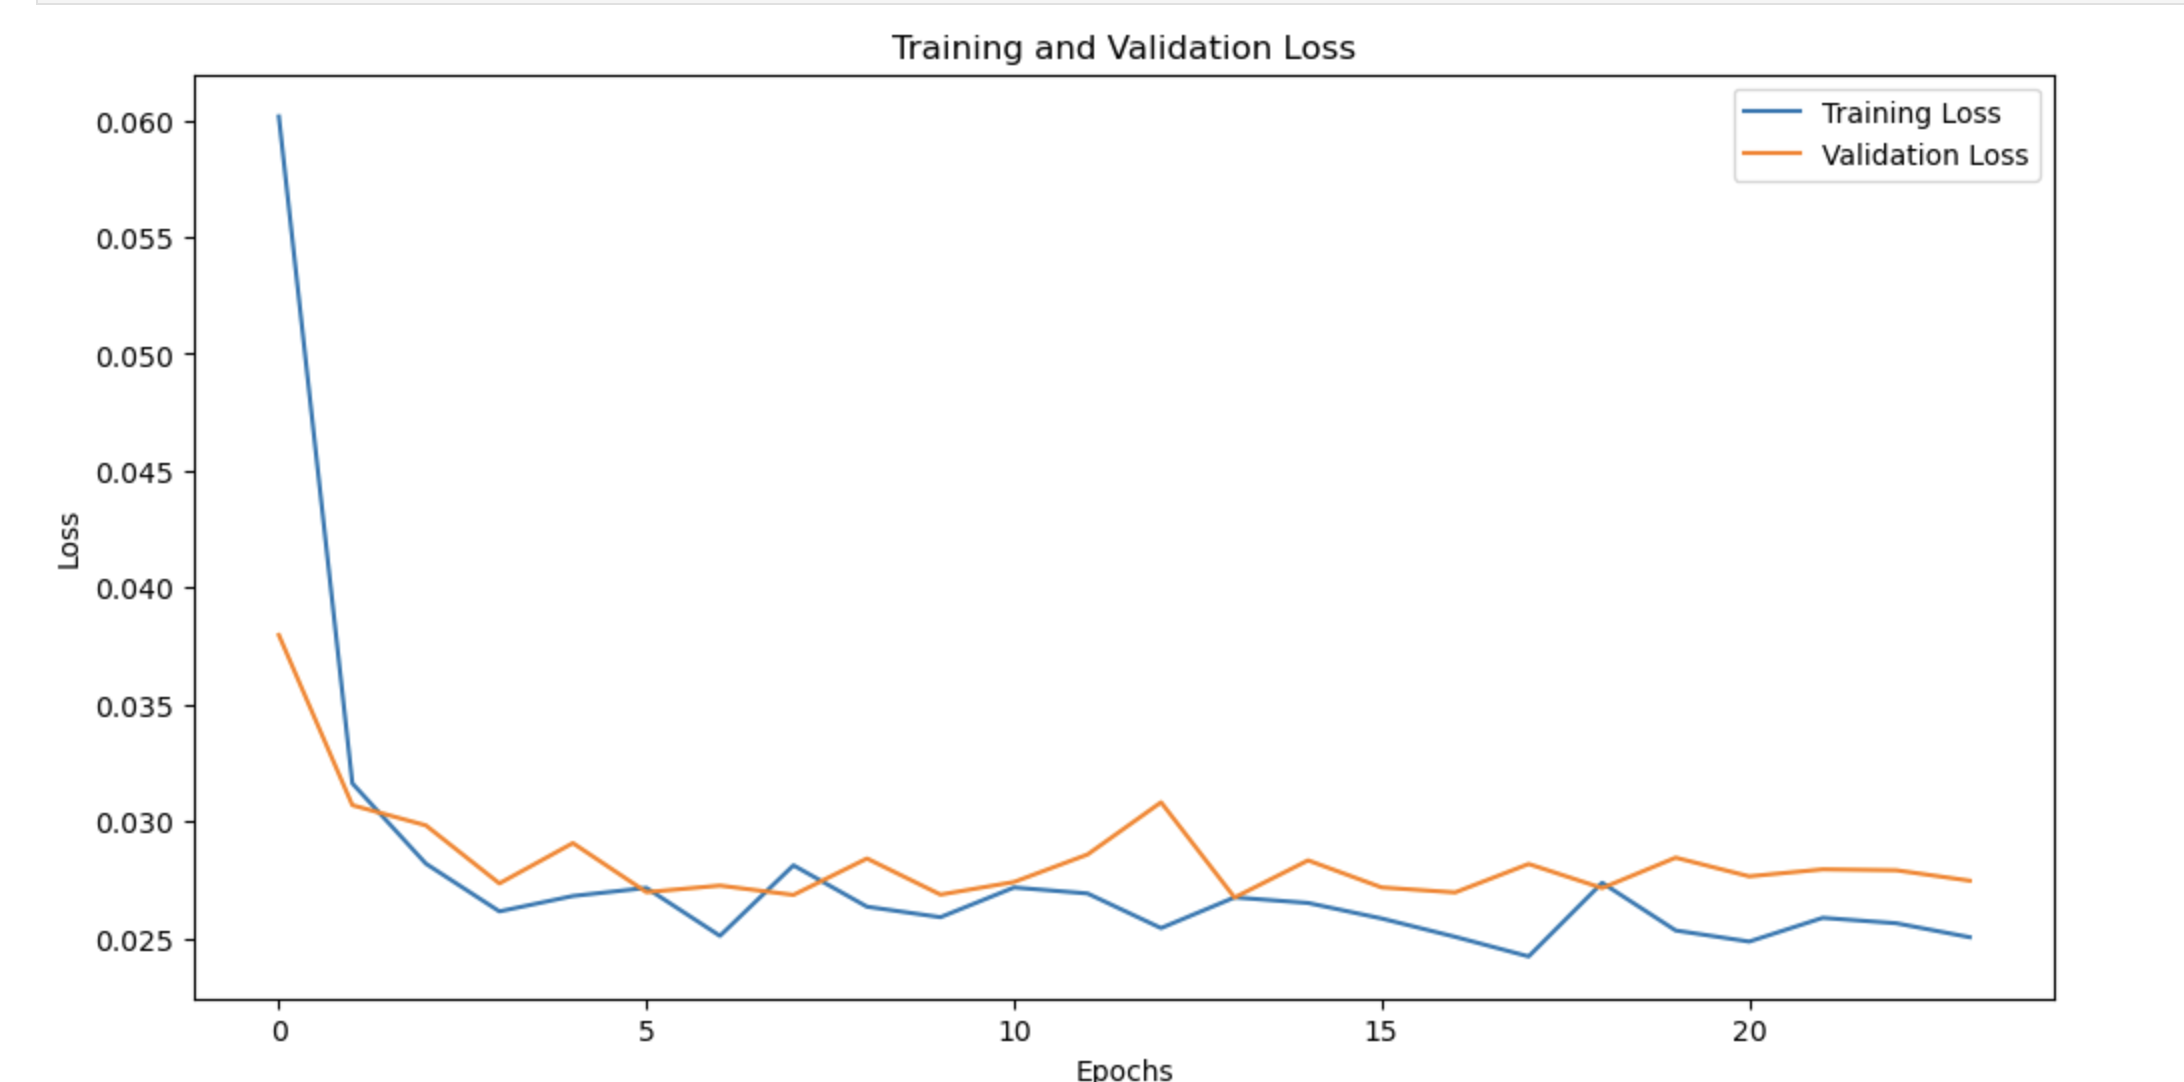 Training and Validation Loss
Training Loss
Validation Loss
0.060
0.055
0.050
0.045
0.040
0.035
0.030
0.025
Loss
0 5 10 15 20
Epochs